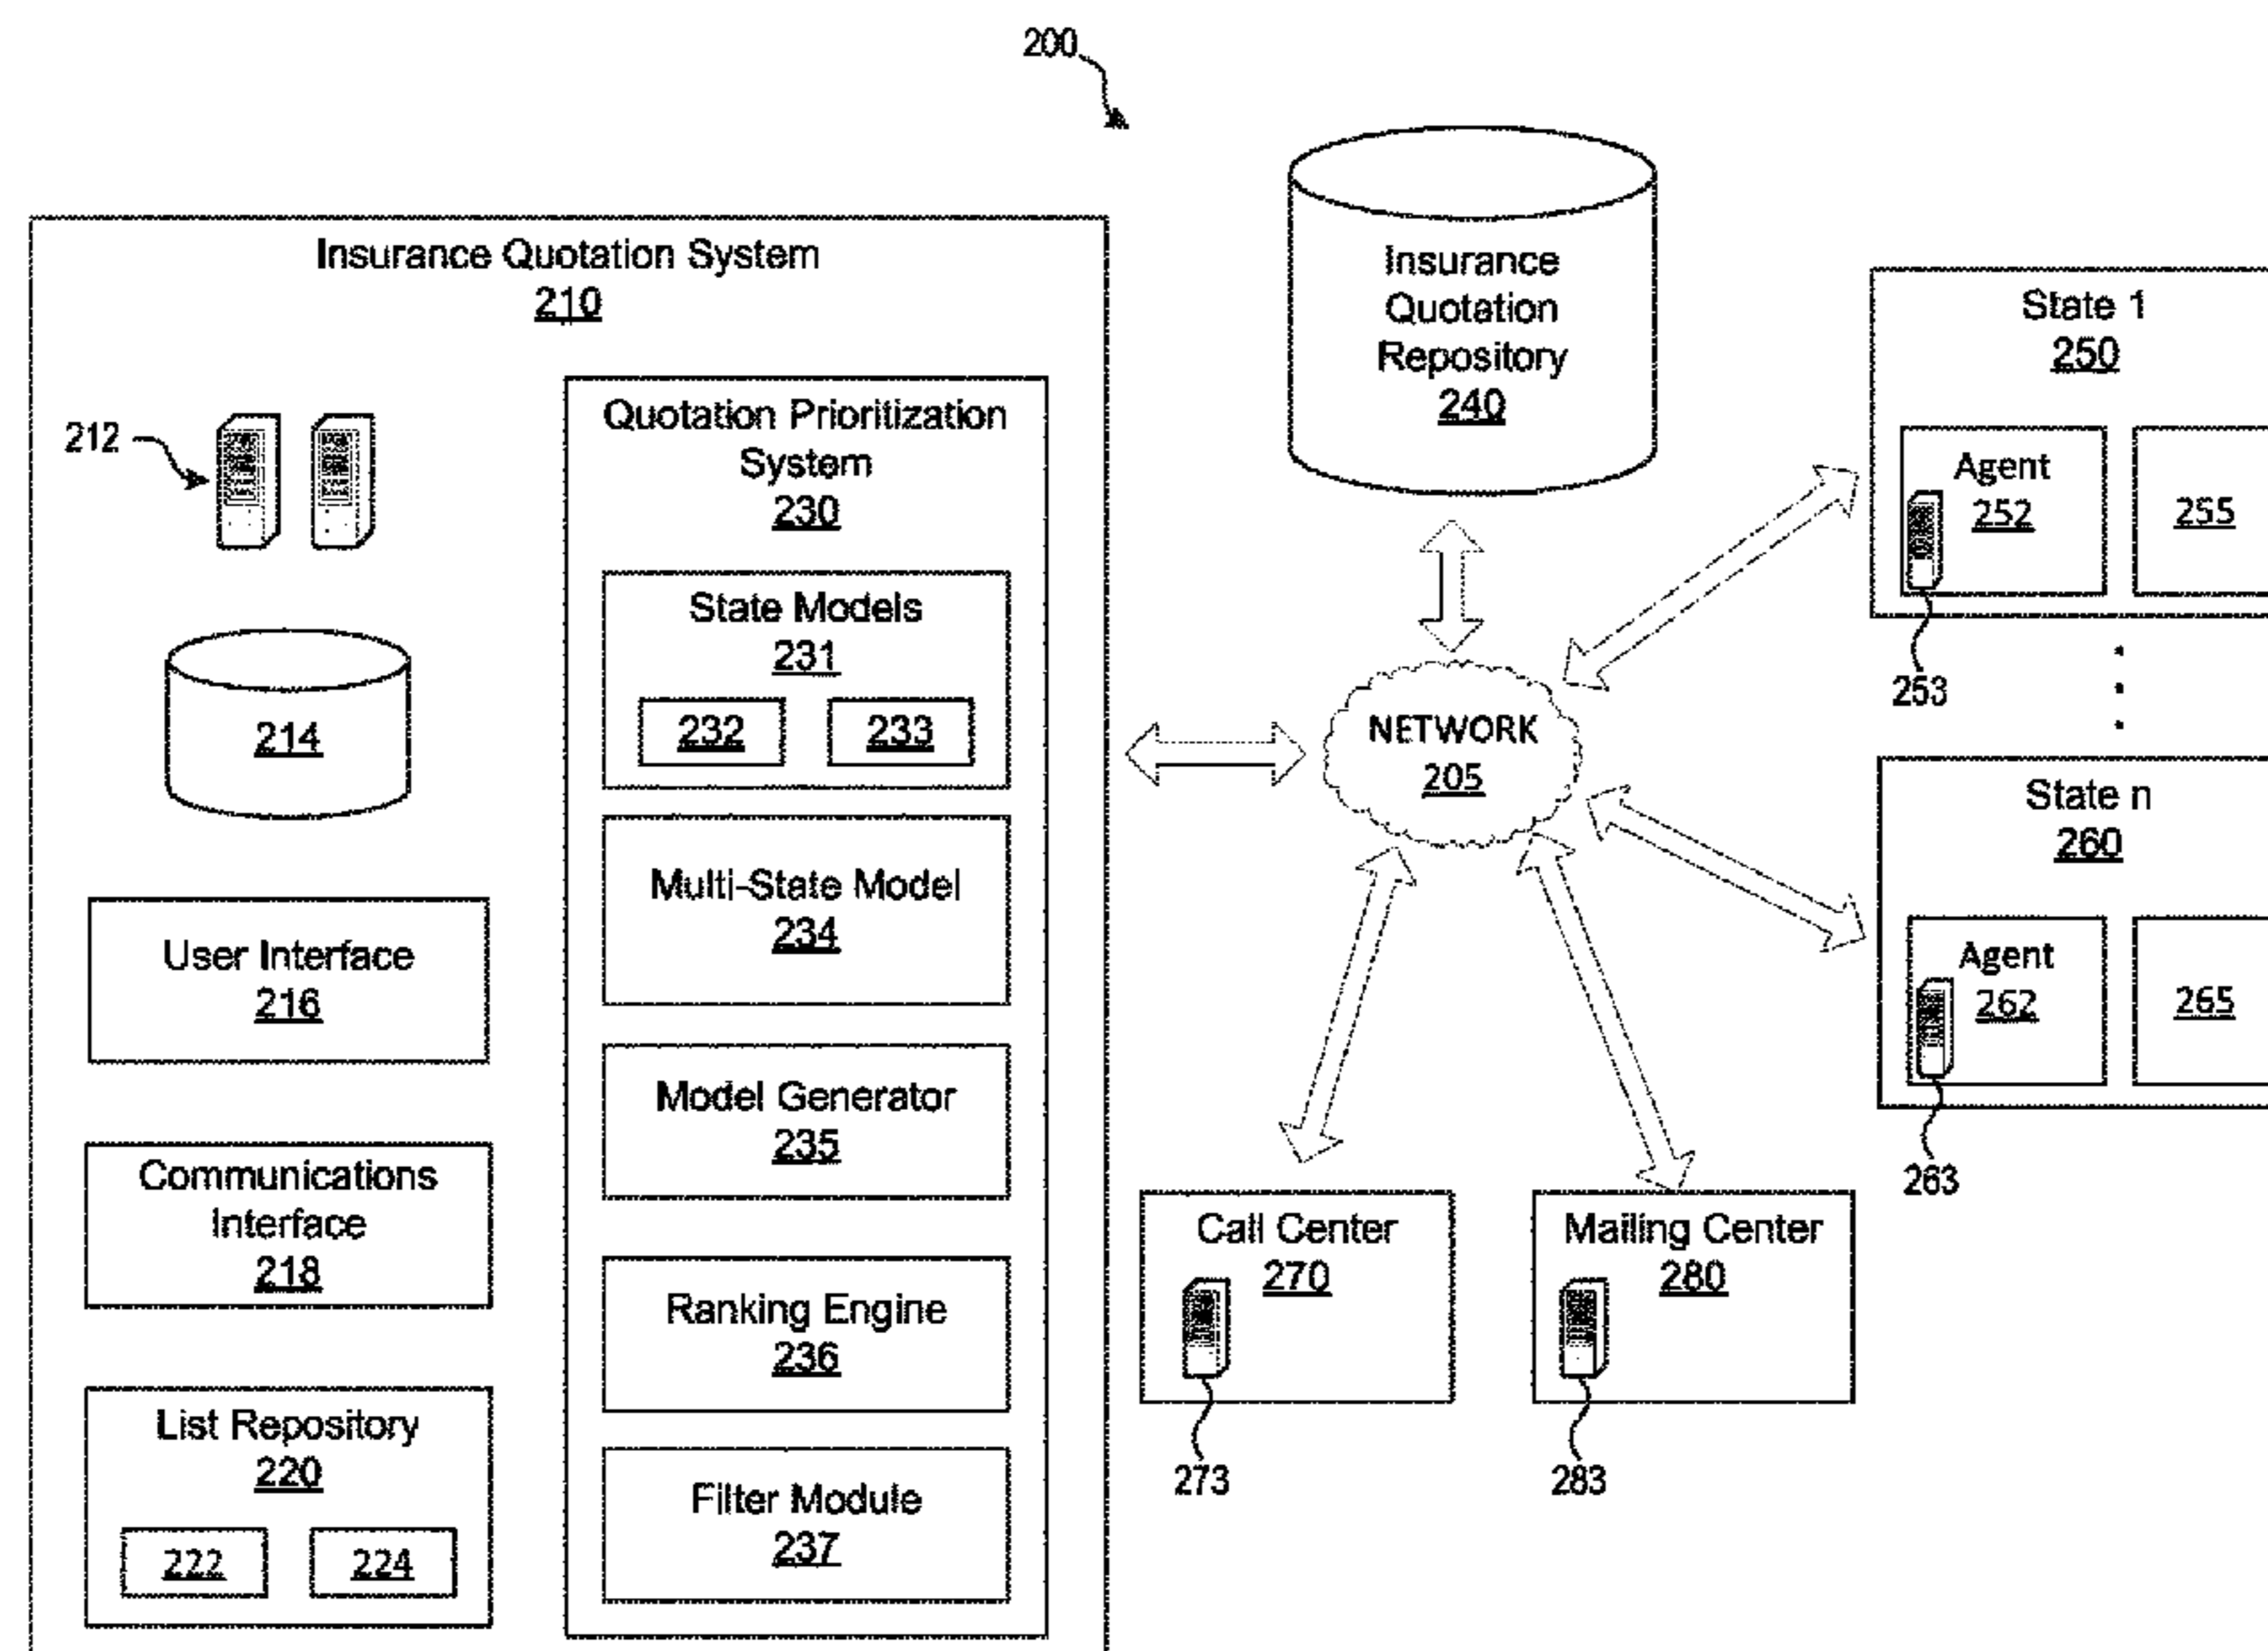 200
Insurance Quotation System
210
212
214
User Interface
216
Communications
Interface
218
List Repository
220
222 224
Quotation Prioritization
System
230
State Models
231
232 233
Multi-State Model
234
Model Generator
235
Ranking Engine
236
Filter Module
237
Insurance
Quotation
Repository
240
NETWORK
205
State 1
250
Agent
252
255
253
State n
260
Agent
262
265
263
Call Center
270
273
Mailing Center
280
283